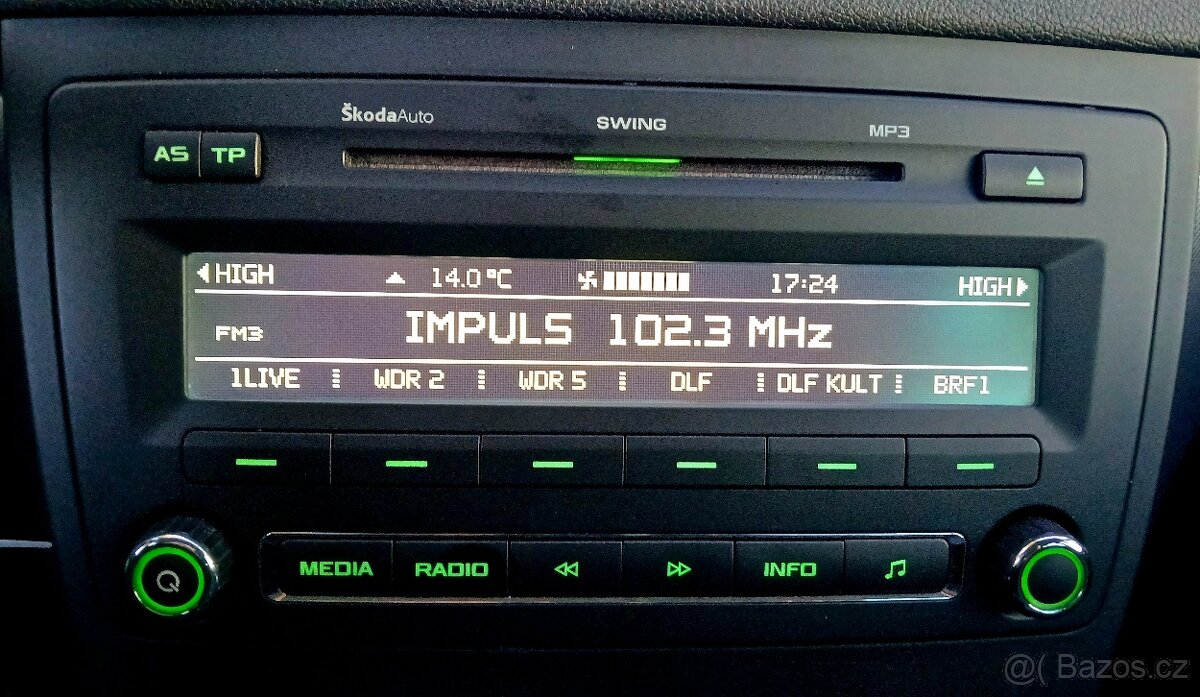 ŠkodaAuto SWING MP3
AS TP
HIGH 14.0 °C 17:24 HIGH
FM3 IMPULS 102.3 MHz
1LIVE WDR 2 WDR 5 DLF DLF KULT BRF1
MEDIA RADIO INFO
@( Bazos.cz